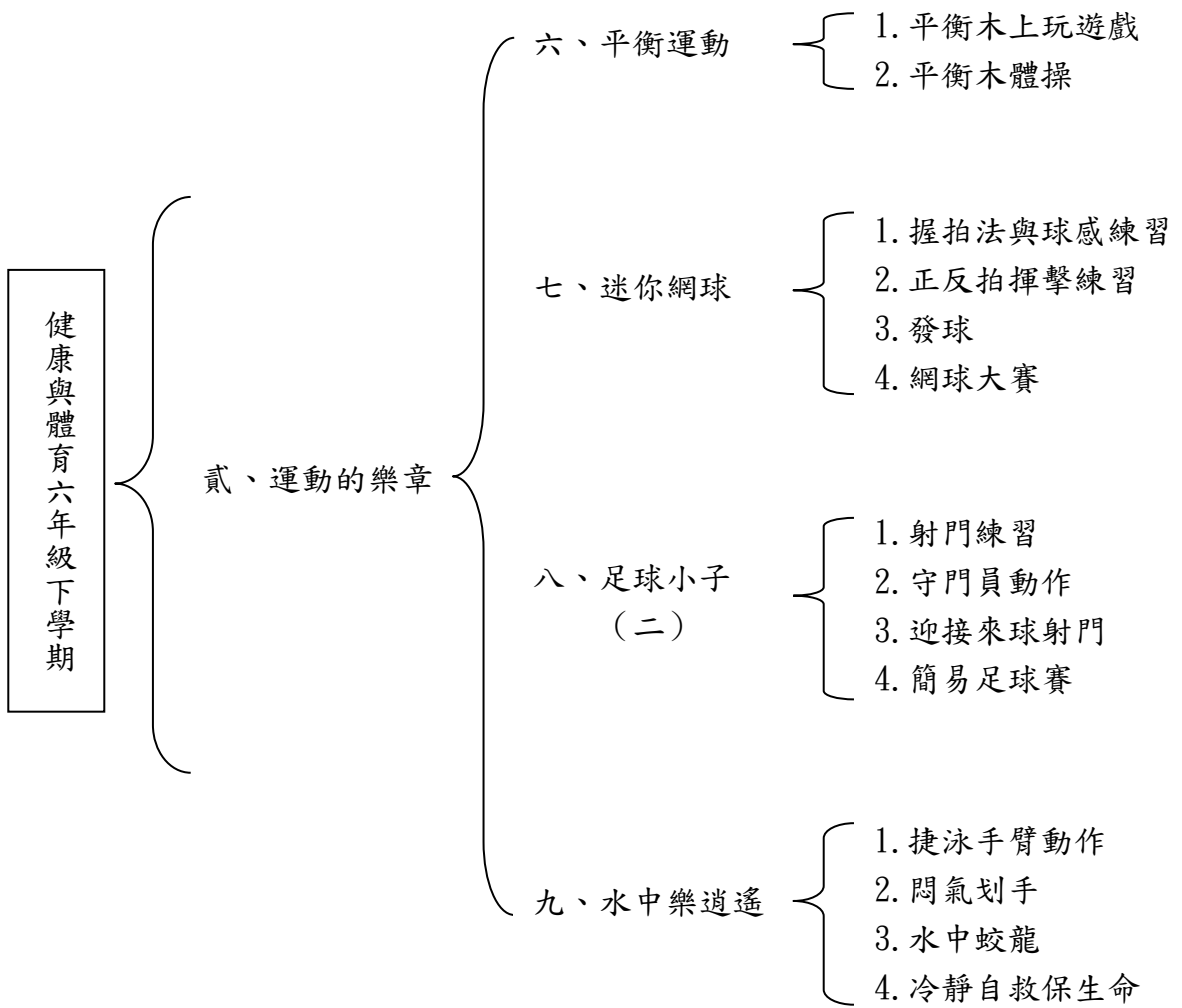 健康與體育六年級下學期
貳、運動的樂章
六、平衡運動
1.平衡木上玩遊戲
2.平衡木體操
七、迷你網球
1.握拍法與球感練習
2.正反拍揮擊練習
3.發球
4.網球大賽
八、足球小子
（二）
1.射門練習
2.守門員動作
3.迎接來球射門
4.簡易足球賽
九、水中樂逍遙
1.捷泳手臂動作
2.悶氣划手
3.水中蛟龍
4.冷靜自救保生命